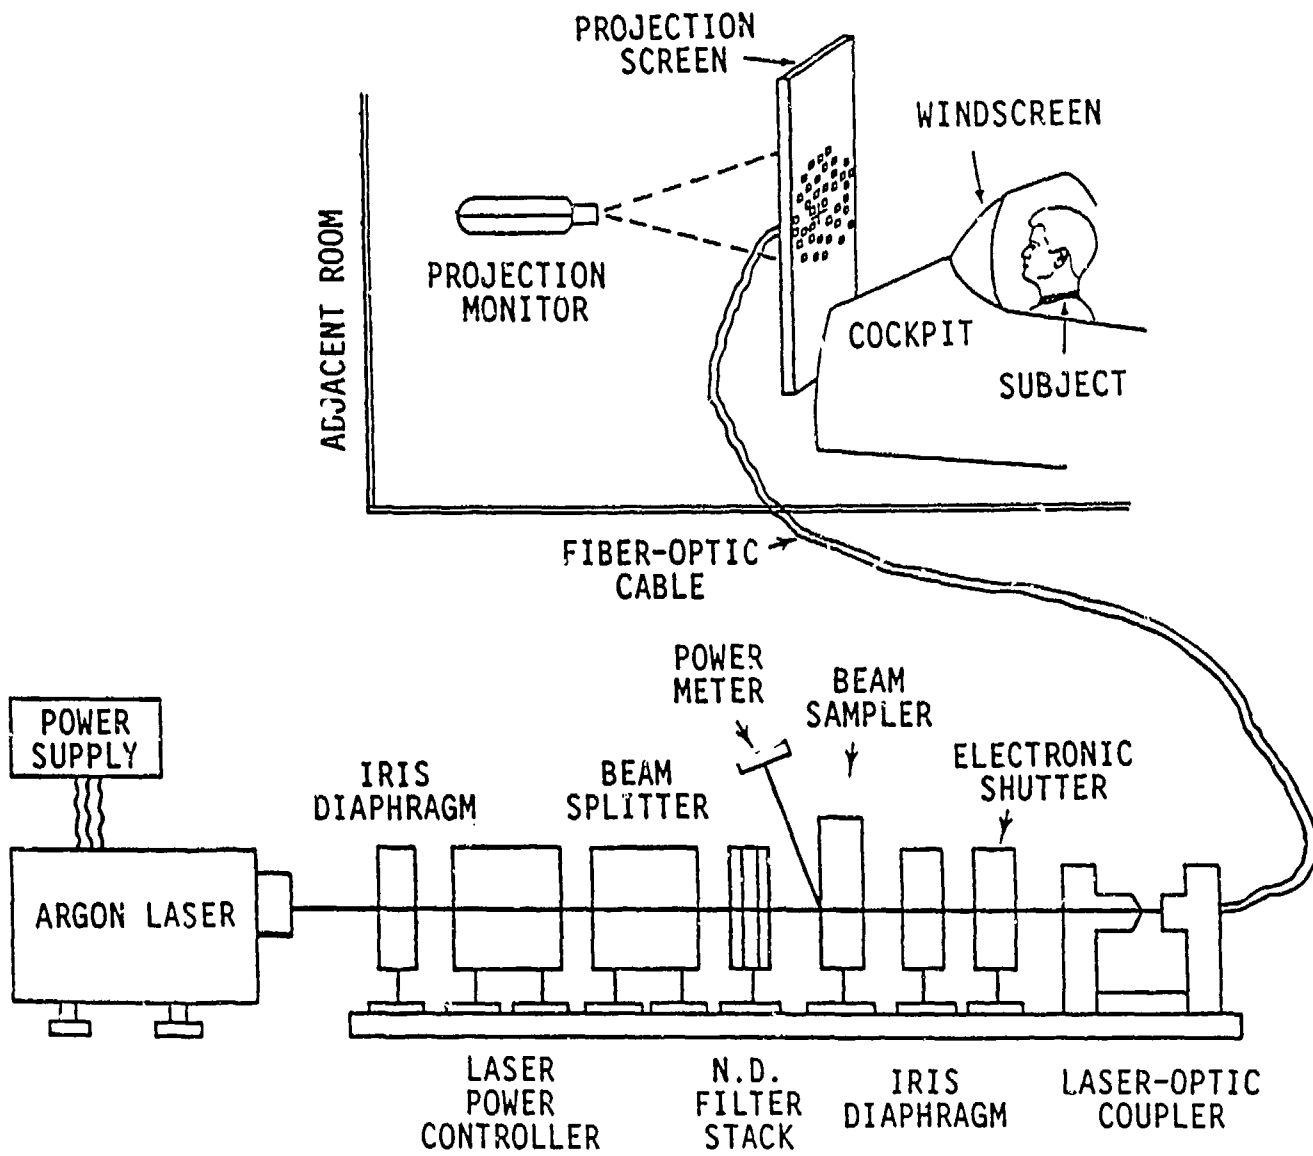 PROJECTION
SCREEN
WINDSCREEN
ADJACENT ROOM
PROJECTION
MONITOR
COCKPIT
SUBJECT
FIBER-OPTIC
CABLE
POWER
METER
BEAM
SAMPLER
POWER
SUPPLY
IRIS
DIAPHRAGM
BEAM
SPLITTER
ELECTRONIC
SHUTTER
ARGON LASER
LASER
POWER
CONTROLLER
N.D.
FILTER
STACK
IRIS
DIAPHRAGM
LASER-OPTIC
COUPLER